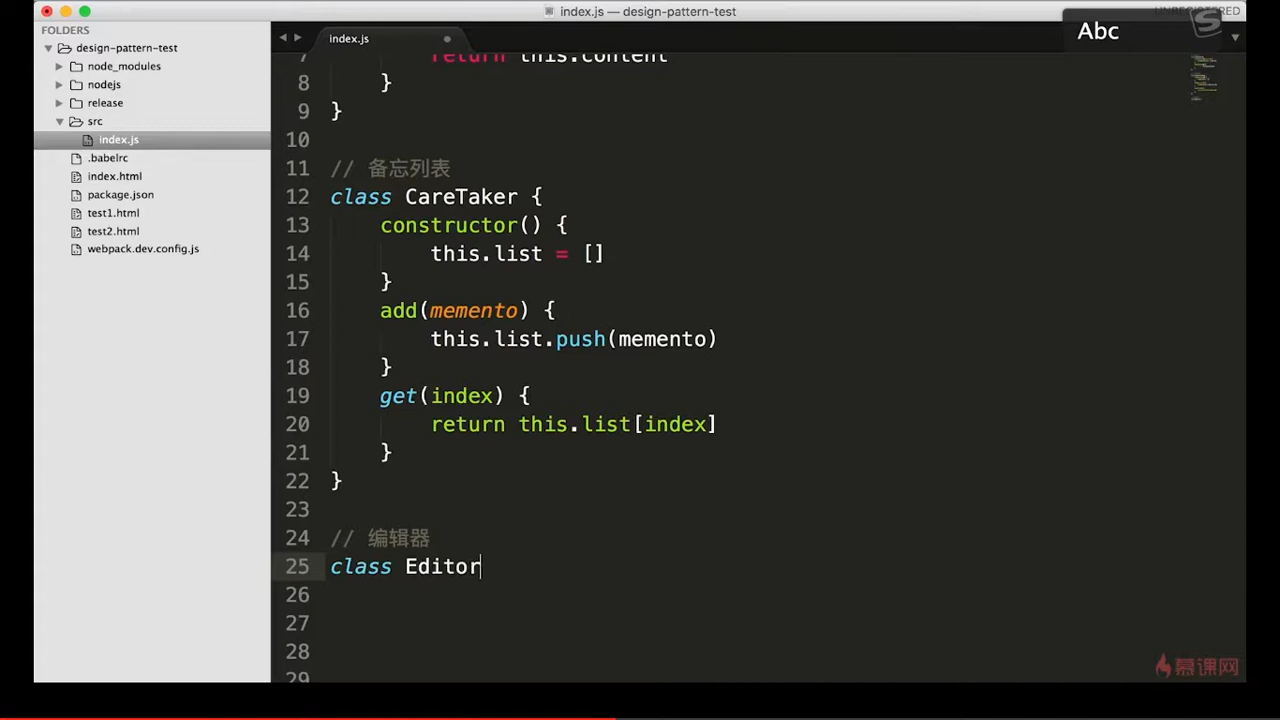 index.js — design-pattern-test
UNREGISTERED
Abc
FOLDERS
design-pattern-test
node_modules
nodejs
release
src
index.js
.babelrc
index.html
package.json
test1.html
test2.html
webpack.dev.config.js
index.js
7 return this.content
8 }
9 }
10
11 // 备忘列表
12 class CareTaker {
13 constructor() {
14 this.list = []
15 }
16 add(memento) {
17 this.list.push(memento)
18 }
19 get(index) {
20 return this.list[index]
21 }
22 }
23
24 // 编辑器
25 class Editor
26
27
28
29
慕课网